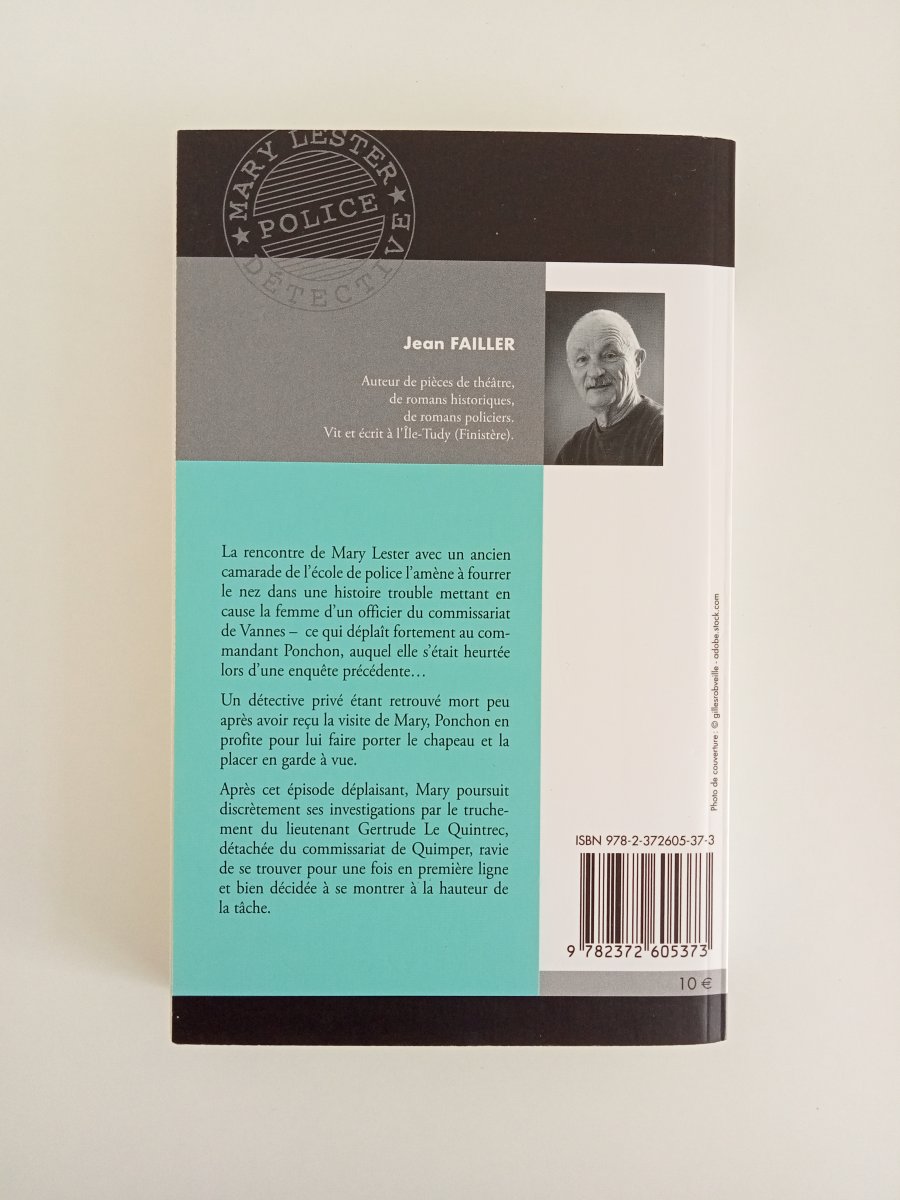 MARY LESTER
POLICE
DÉTECTIVE
Jean FAILLER
Auteur de pièces de théâtre,
de romans historiques,
de romans policiers.
Vit et écrit à l'Île-Tudy (Finistère).
La rencontre de Mary Lester avec un ancien
camarade de l'école de police l'amène à fourrer
le nez dans une histoire trouble mettant en
cause la femme d'un officier du commissariat
de Vannes – ce qui déplaît fortement au com-
mandant Ponchon, auquel elle s'était heurtée
lors d'une enquête précédente…
Un détective privé étant retrouvé mort peu
après avoir reçu la visite de Mary, Ponchon en
profite pour lui faire porter le chapeau et la
placer en garde à vue.
Après cet épisode déplaisant, Mary poursuit
discrètement ses investigations par le truche-
ment du lieutenant Gertrude Le Quintrec,
détachée du commissariat de Quimper, ravie
de se trouver pour une fois en première ligne
et bien décidée à se montrer à la hauteur de
la tâche.
Photo de couverture : © gillesrabveille - adobe.stock.com
ISBN 978-2-372605-37-3
9 782372 605373
10 €